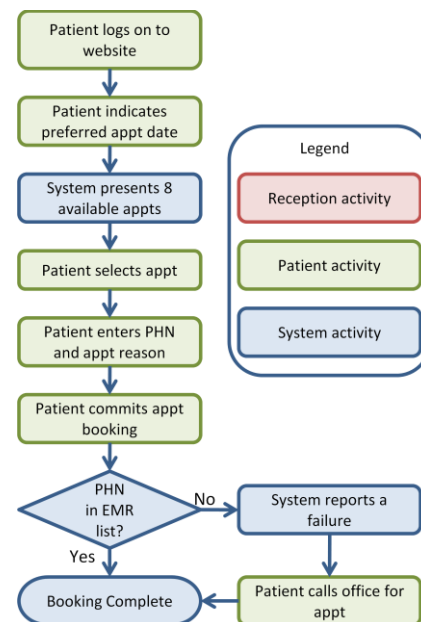 Patient logs on to
website
Patient indicates
preferred appt date
System presents 8
available appts
Patient selects appt
Patient enters PHN
and appt reason
Patient commits appt
booking
PHN
in EMR
list?
No
System reports a
failure
Yes
Booking Complete
Patient calls office for
appt
Legend
Reception activity
Patient activity
System activity